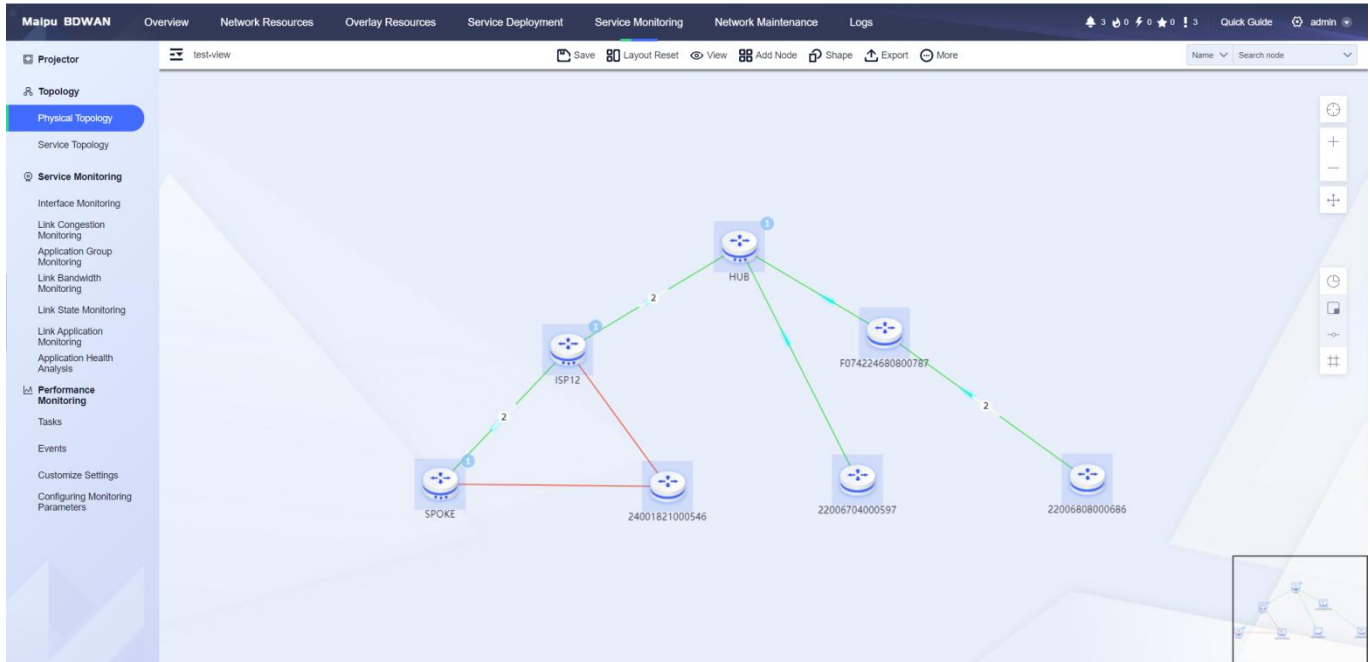 Maipu BDWAN Overview Network Resources Overlay Resources Service Deployment Service Monitoring Network Maintenance Logs 3 0 0 0 3 Quick Guide admin
Projector
test-view Save Layout Reset View Add Node Shape Export More Name Search node
Topology
Physical Topology
Service Topology
Service Monitoring
Interface Monitoring
Link Congestion
Monitoring
Application Group
Monitoring
Link Bandwidth
Monitoring
Link State Monitoring
Link Application
Monitoring
Application Health
Analysis
Performance
Monitoring
Tasks
Events
Customize Settings
Configuring Monitoring
Parameters
1
HUB
2
1
ISP12
F074224680800787
2
2
1
SPOKE
24001821000546
22006704000597
22006808000686